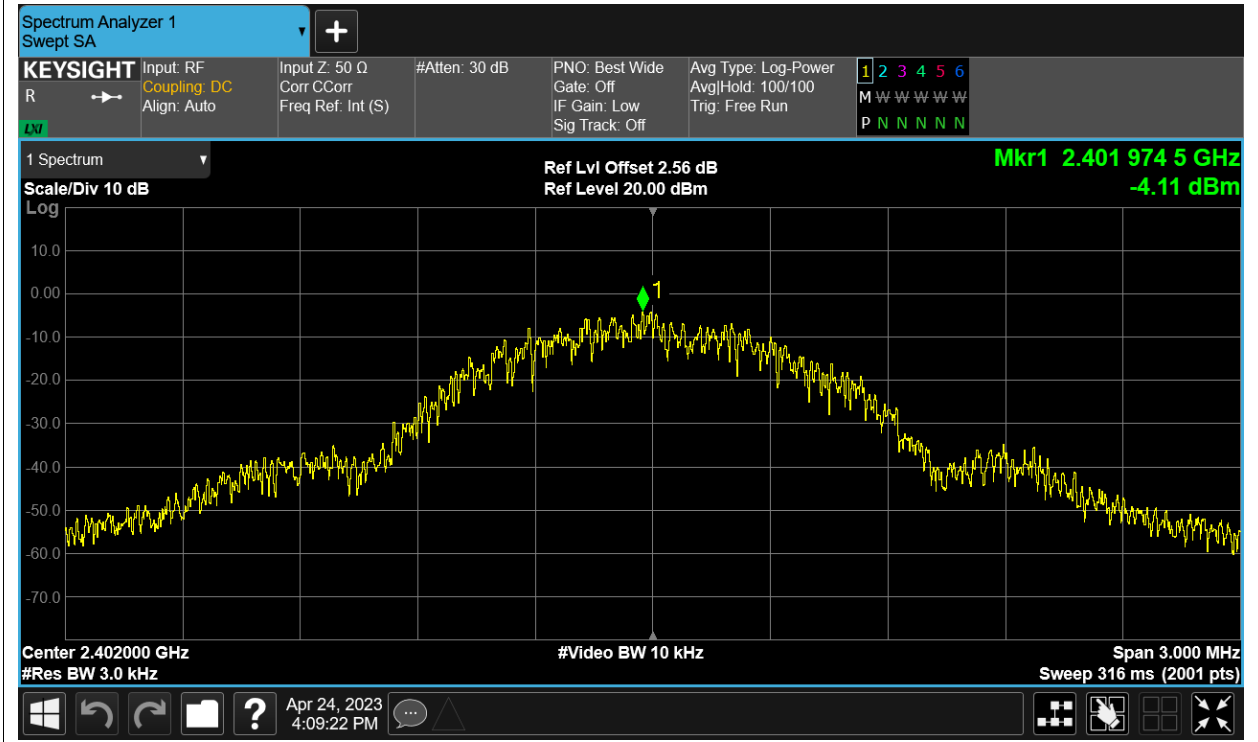 Spectrum Analyzer 1
Swept SA
+
KEYSIGHT
R
LXI
Input: RF
Coupling: DC
Align: Auto
Input Z: 50 Ω
Corr CCorr
Freq Ref: Int (S)
#Atten: 30 dB
PNO: Best Wide
Gate: Off
IF Gain: Low
Sig Track: Off
Avg Type: Log-Power
Avg|Hold: 100/100
Trig: Free Run
1 2 3 4 5 6
M W W W W W
P N N N N N
1 Spectrum
Scale/Div 10 dB
Log
Ref Lvl Offset 2.56 dB
Ref Level 20.00 dBm
Mkr1 2.401 974 5 GHz
-4.11 dBm
10.0
0.00
1
-10.0
-20.0
-30.0
-40.0
-50.0
-60.0
-70.0
Center 2.402000 GHz
#Video BW 10 kHz
Span 3.000 MHz
#Res BW 3.0 kHz
Sweep 316 ms (2001 pts)
?
Apr 24, 2023
4:09:22 PM